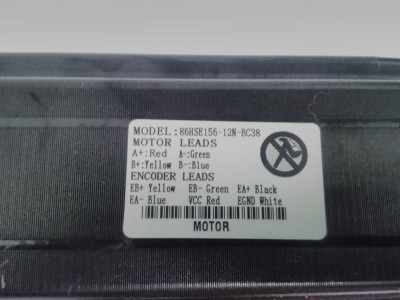 MODEL:86HSE156-12N-BC38
MOTOR LEADS
A+:Red A-:Green
B+:Yellow B-:Blue
ENCODER LEADS
EB+ Yellow EB- Green EA+ Black
EA- Blue VCC Red EGND White
MOTOR